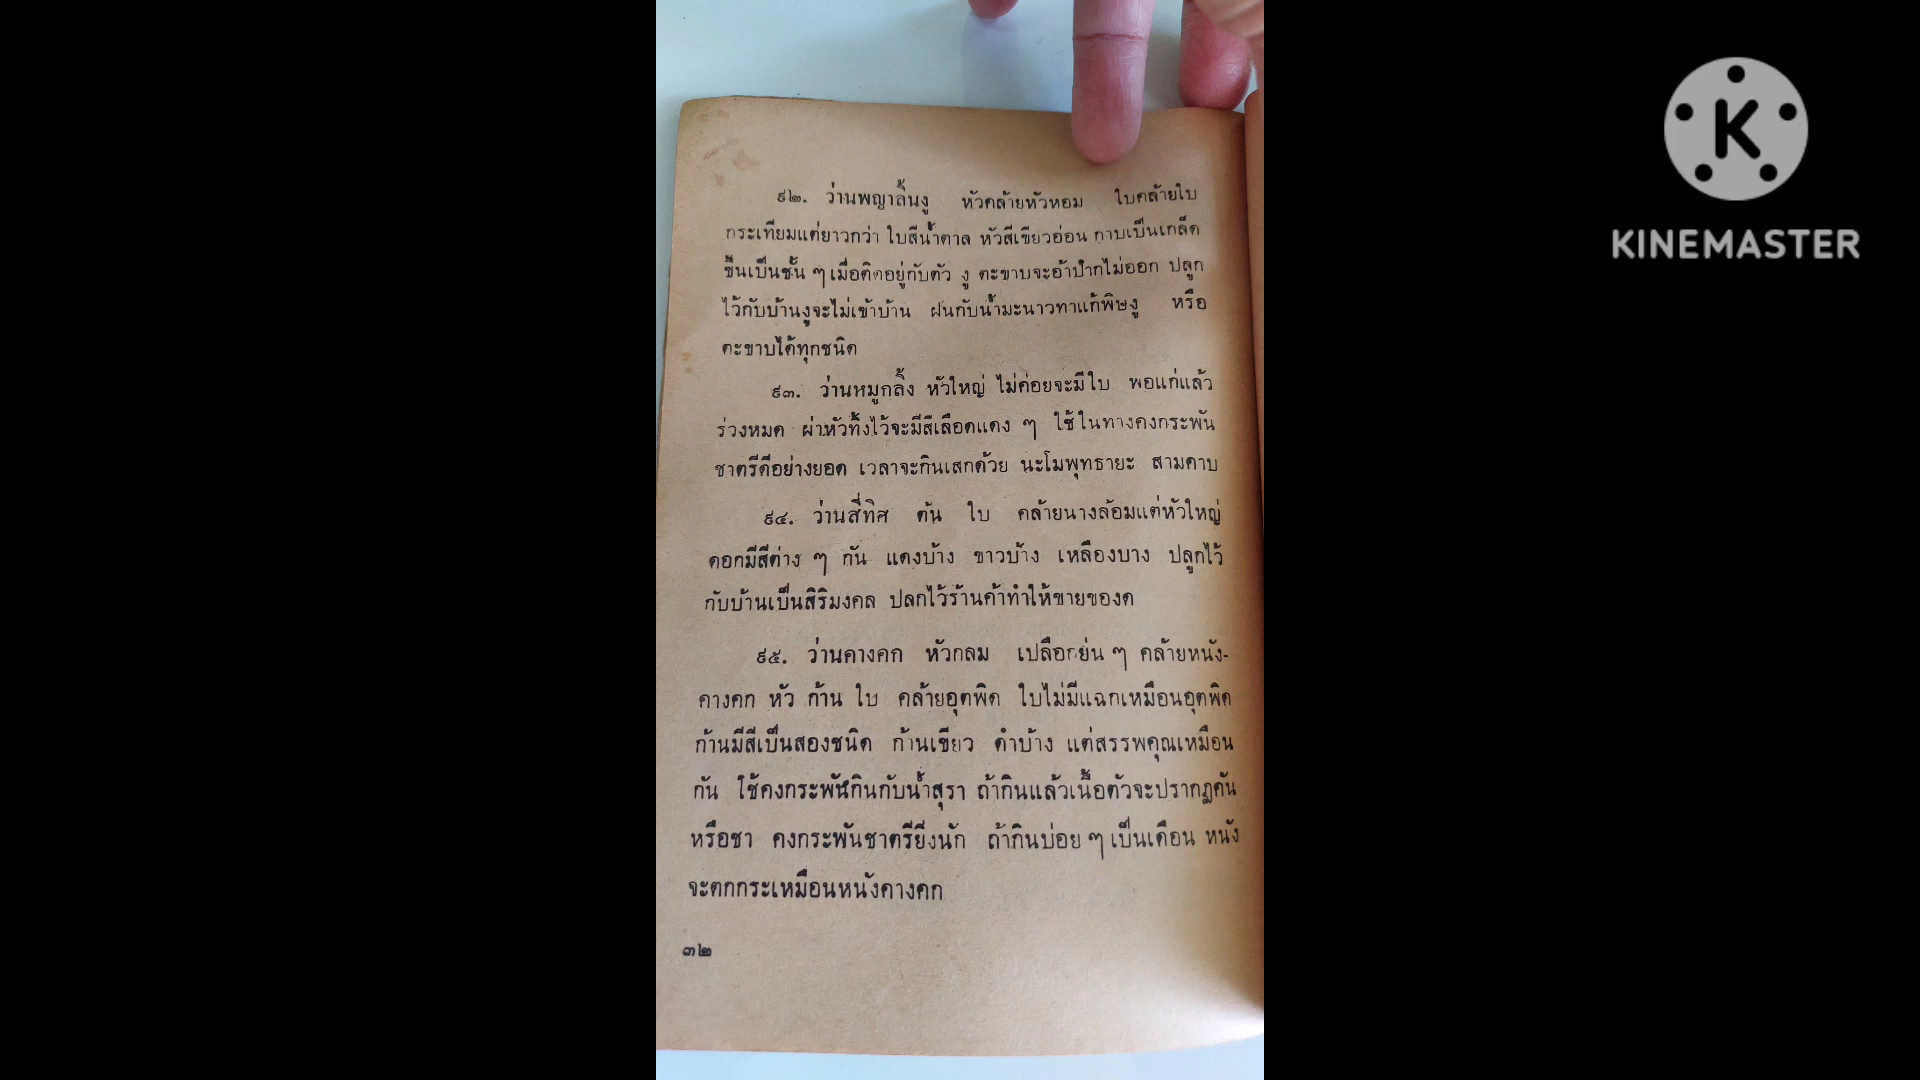 ๙๒. ว่านพญาลิ้นงู หัวคล้ายหัวหอม ใบคล้ายใบ
กระเทียมแต่ยาวกว่า ใบสีน้ำตาล หัวสีเขียวอ่อน กาบเป็นเกล็ด
ขึ้นเป็นชั้น ๆ เมื่อติดอยู่กับตัว งู ตะขาบจะอ้าปากไม่ออก ปลูก
ไว้กับบ้านงูจะไม่เข้าบ้าน ฝนกับน้ำมะนาวทาแก้พิษงู หรือ
ตะขาบได้ทุกชนิด
๙๓. ว่านหมูกลิ้ง หัวใหญ่ ไม่ค่อยจะมีใบ พอแก่แล้ว
ร่วงหมด ผ่าหัวทิ้งไว้จะมีสีเลือดแดง ๆ ใช้ในทางคงกระพัน
ชาตรีดีอย่างยอด เวลาจะกินเสกด้วย นะโมพุทธายะ สามคาบ
๙๔. ว่านสี่ทิศ ต้น ใบ คล้ายนางล้อมแต่หัวใหญ่
ดอกมีสีต่าง ๆ กัน แดงบ้าง ขาวบ้าง เหลืองบาง ปลูกไว้
กับบ้านเป็นสิริมงคล ปลกไว้ร้านค้าทำให้ขายของด
๙๕. ว่านคางคก หัวกลม เปลือกย่น ๆ คล้ายหนัง-
คางคก หัว ก้าน ใบ คล้ายอุตพิด ใบไม่มีแฉกเหมือนอุตพิด
ก้านมีสีเป็นสองชนิด ก้านเขียว ดำบ้าง แต่สรรพคุณเหมือน
กัน ใช้คงกระพันกินกับน้ำสุรา ถ้ากินแล้วเนื้อตัวจะปรากฏคัน
หรือชา คงกระพันชาตรียิ่งนัก ถ้ากินบ่อย ๆ เป็นเดือน หนัง
จะตกกระเหมือนหนังคางคก
๓๒
K
KINEMASTER